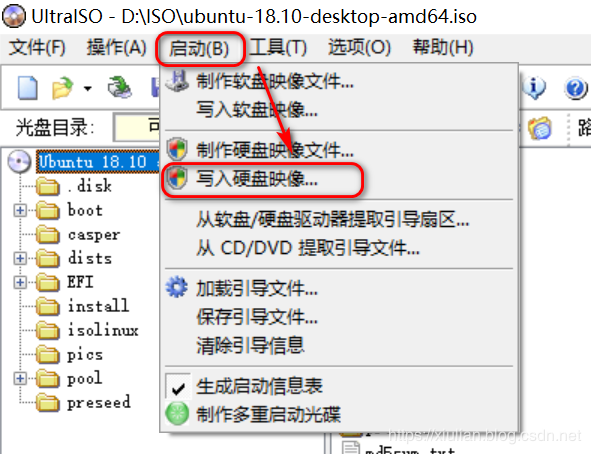 UltraISO - D:\ISO\ubuntu-18.10-desktop-amd64.iso
文件(F) 操作(A) 启动(B) 工具(T) 选项(O) 帮助(H)
制作软盘映像文件...
写入软盘映像...
光盘目录: 可
路
制作硬盘映像文件...
Ubuntu 18.10
写入硬盘映像...
.disk
boot
从软盘/硬盘驱动器提取引导扇区...
casper
从 CD/DVD 提取引导文件...
dists
EFI
加载引导文件...
install
保存引导文件...
isolinux
清除引导信息
pics
pool
生成启动信息表
preseed
制作多重启动光碟
https://xiulian.blog.csdn.net
md5sum.txt